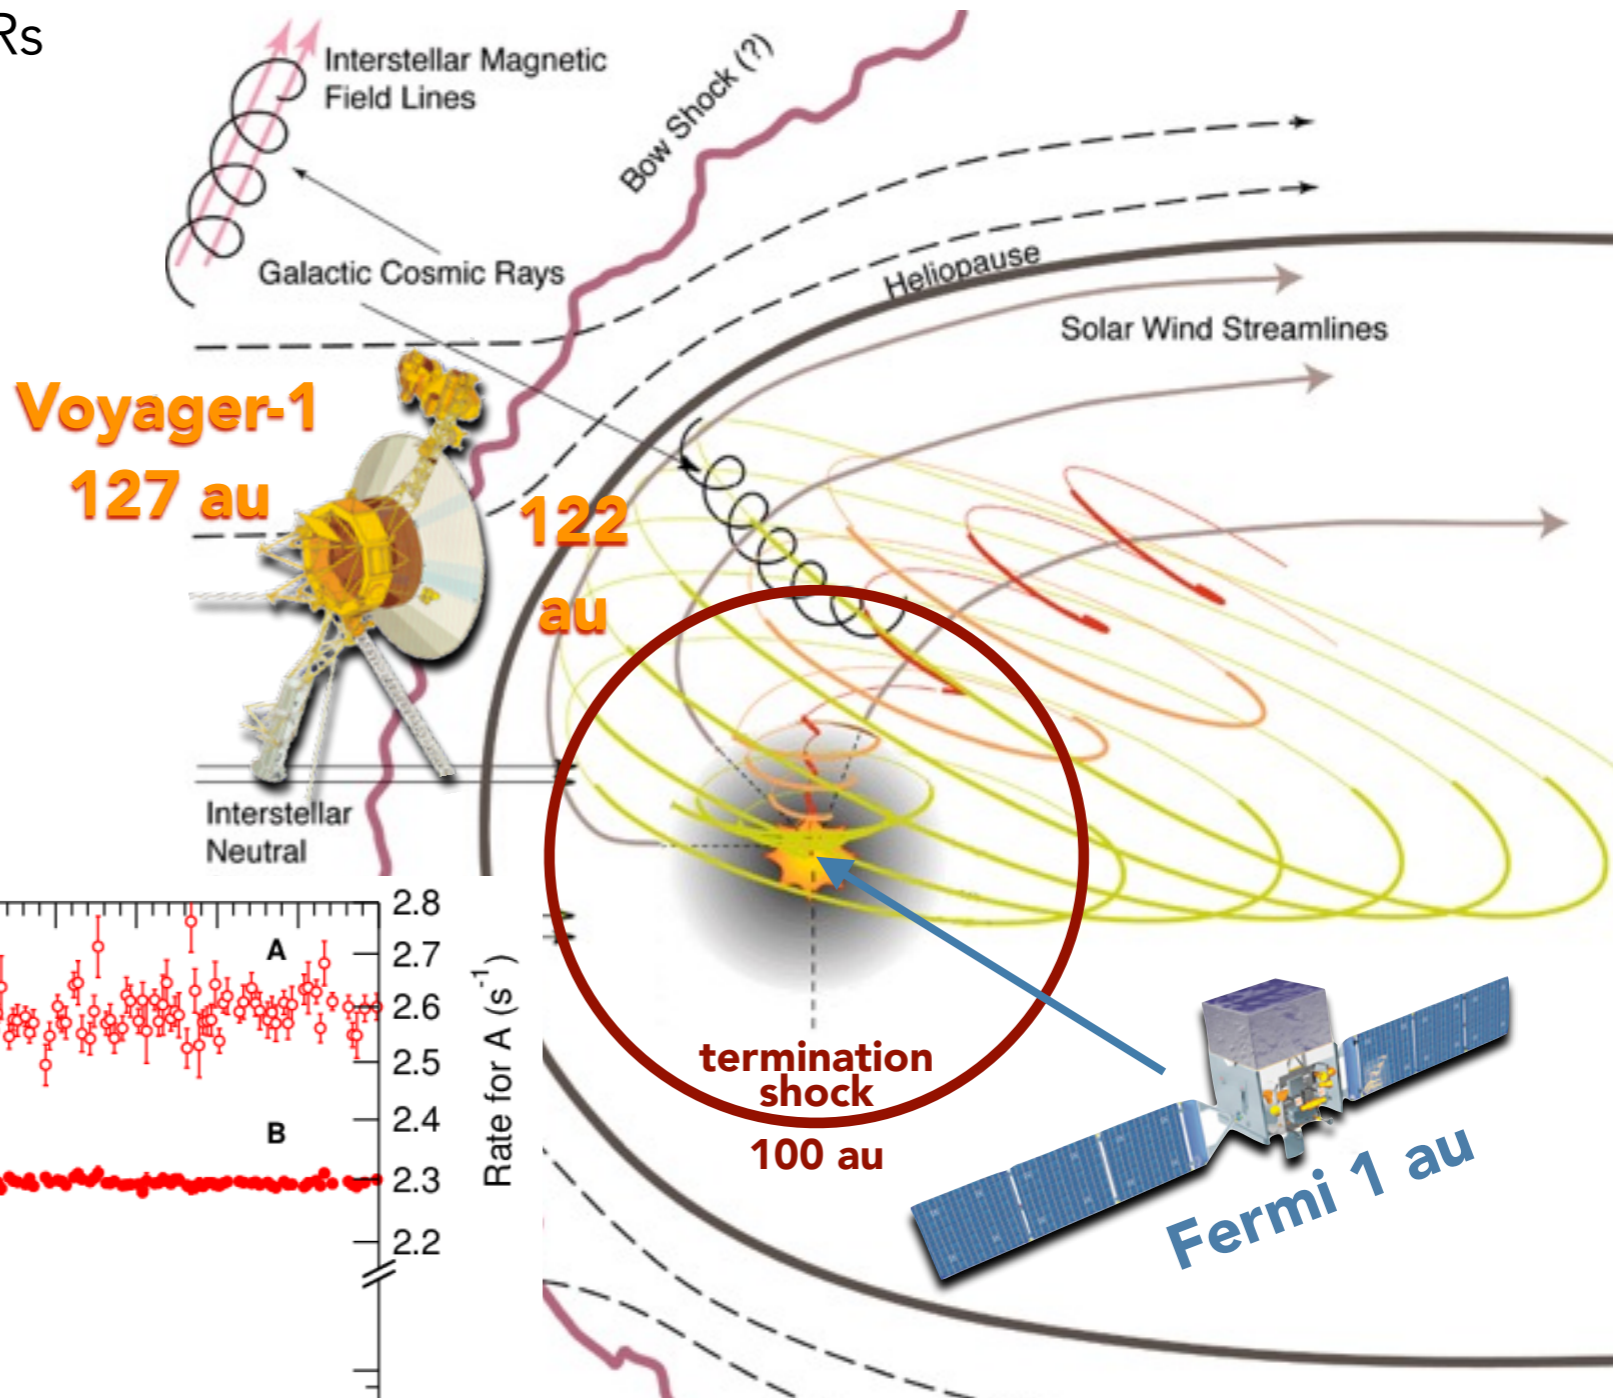 Rs
Interstellar Magnetic
Field Lines
Bow Shock (?)
Galactic Cosmic Rays
Heliopause
Solar Wind Streamlines
Voyager-1
127 au
122
au
Interstellar
Neutral
termination
shock
100 au
Fermi 1 au
A
B
2.8
2.7
2.6
2.5
2.4
2.3
2.2
Rate for A (s⁻¹)